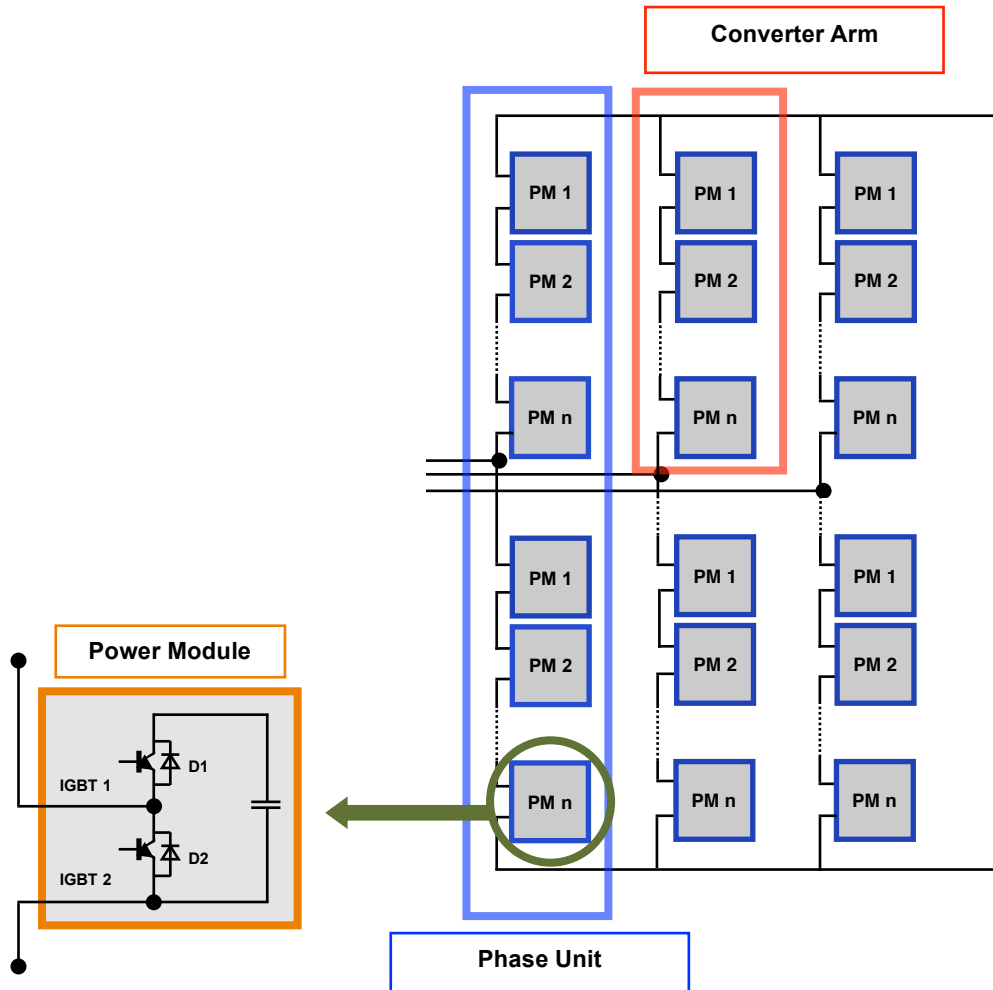 Converter Arm
PM 1 PM 1 PM 1
PM 2 PM 2 PM 2
PM n PM n PM n
PM 1 PM 1 PM 1
PM 2 PM 2 PM 2
PM n PM n PM n
Power Module
D1
IGBT 1
D2
IGBT 2
Phase Unit